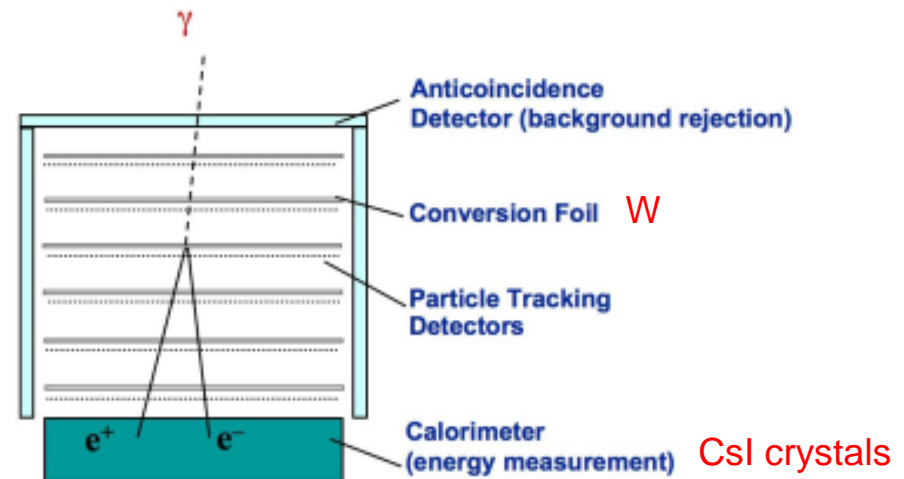 γ
Anticoincidence
Detector (background rejection)
Conversion Foil W
Particle Tracking
Detectors
e⁺ e⁻
Calorimeter
(energy measurement) CsI crystals